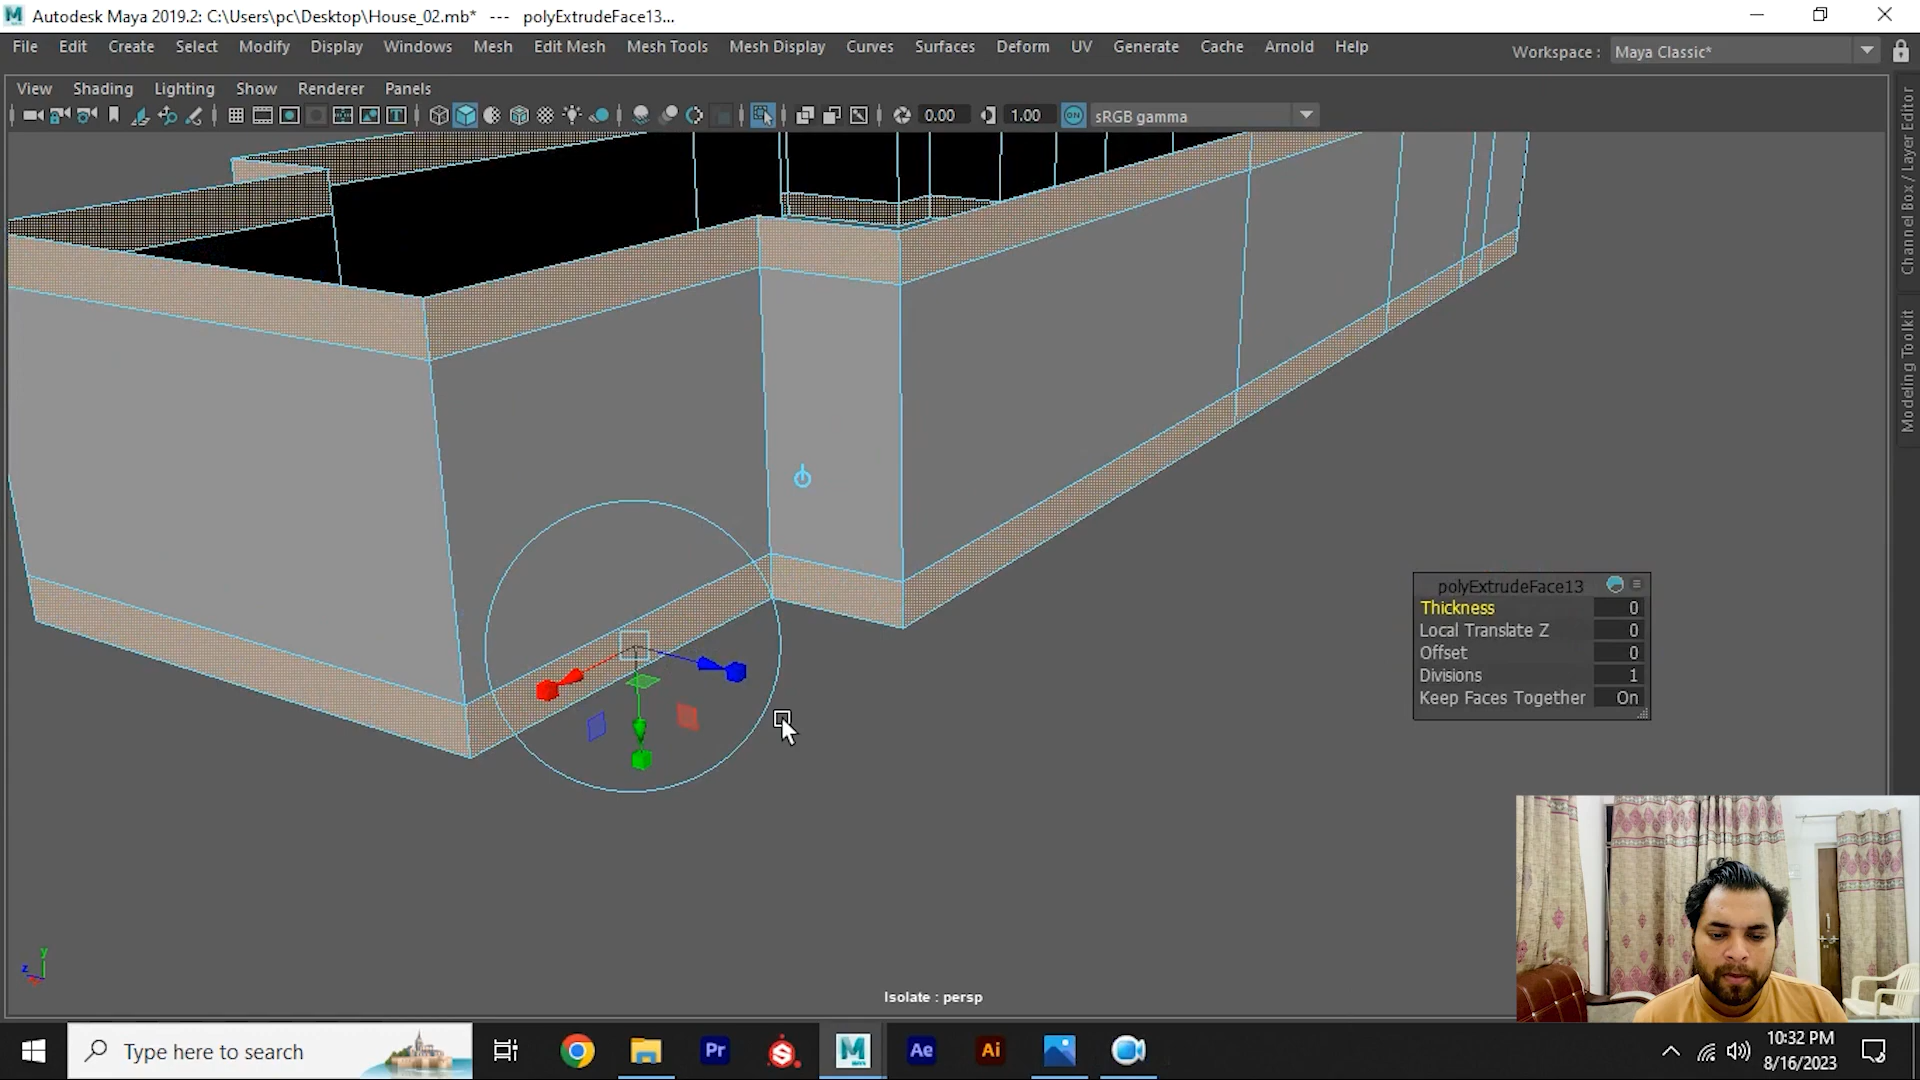 Autodesk Maya 2019.2: C:\Users\pc\Desktop\House_02.mb* --- polyExtrudeFace13...
File Edit Create Select Modify Display Windows Mesh Edit Mesh Mesh Tools Mesh Display Curves Surfaces Deform UV Generate Cache Arnold Help
Workspace : Maya Classic*
View Shading Lighting Show Renderer Panels
0.00 1.00 ON sRGB gamma
Channel Box / Layer Editor
Modeling Toolkit
polyExtrudeFace13
Thickness 0
Local Translate Z 0
Offset 0
Divisions 1
Keep Faces Together On
y
z
Isolate : persp
Type here to search
Pr
M
Ae
Ai
10:32 PM
8/16/2023